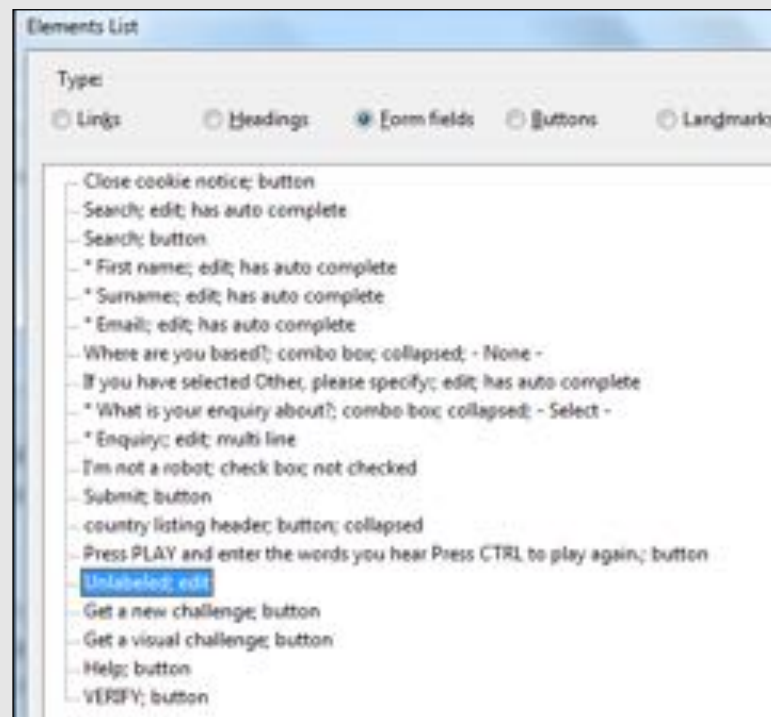 Elements List
Type:
Links Headings Form fields Buttons Landmarks
Close cookie notice; button
Search; edit; has auto complete
Search; button
* First name:; edit; has auto complete
* Surname:; edit; has auto complete
* Email:; edit; has auto complete
Where are you based?; combo box; collapsed; - None -
If you have selected Other, please specify:; edit; has auto complete
* What is your enquiry about?; combo box; collapsed; - Select -
* Enquiry:; edit; multi line
I'm not a robot; check box; not checked
Submit; button
country listing header; button; collapsed
Press PLAY and enter the words you hear Press CTRL to play again.; button
Unlabeled; edit
Get a new challenge; button
Get a visual challenge; button
Help; button
VERIFY; button